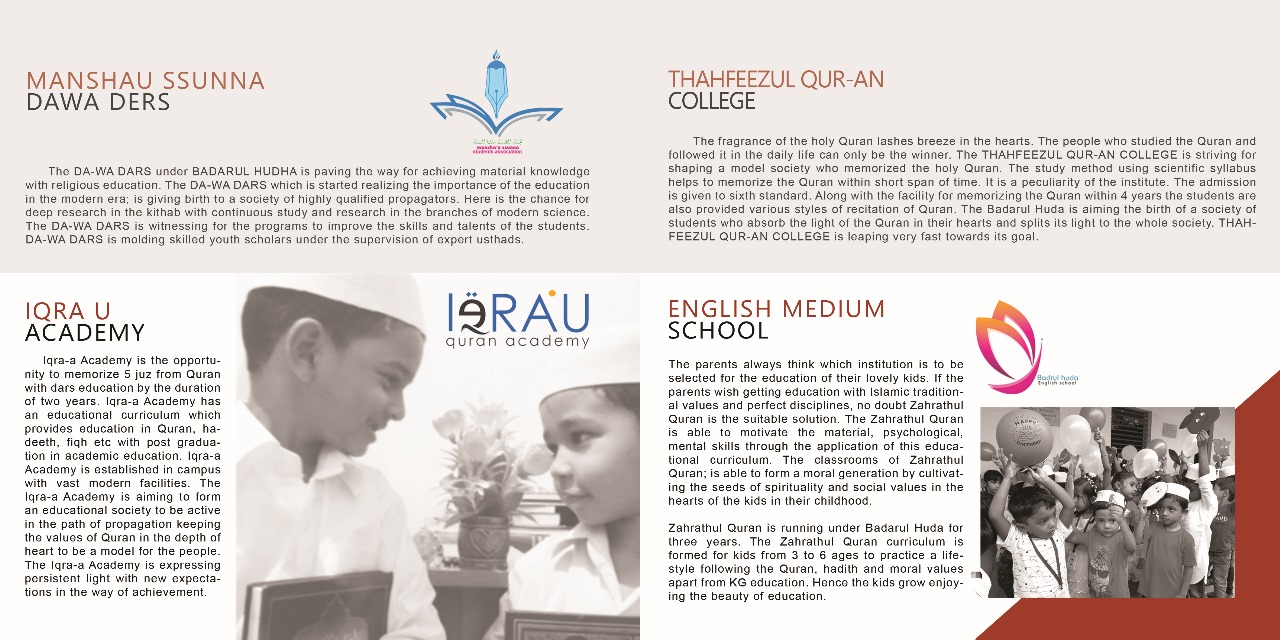 MANSHAU SSUNNA
DAWA DERS
mansha'u ssunna
students association
The DA-WA DARS under BADARUL HUDHA is paving the way for achieving material knowledge
with religious education. The DA-WA DARS which is started realizing the importance of the education
in the modern era; is giving birth to a society of highly qualified propagators. Here is the chance for
deep research in the kithab with continuous study and research in the branches of modern science.
The DA-WA DARS is witnessing for the programs to improve the skills and talents of the students.
DA-WA DARS is molding skilled youth scholars under the supervision of expert usthads.
THAHFEEZUL QUR-AN
COLLEGE
The fragrance of the holy Quran lashes breeze in the hearts. The people who studied the Quran and
followed it in the daily life can only be the winner. The THAHFEEZUL QUR-AN COLLEGE is striving for
shaping a model society who memorized the holy Quran. The study method using scientific syllabus
helps to memorize the Quran within short span of time. It is a peculiarity of the institute. The admission
is given to sixth standard. Along with the facility for memorizing the Quran within 4 years the students are
also provided various styles of recitation of Quran. The Badarul Huda is aiming the birth of a society of
students who absorb the light of the Quran in their hearts and splits its light to the whole society. THAH-
FEEZUL QUR-AN COLLEGE is leaping very fast towards its goal.
IQRA U
ACADEMY
Iqra-a Academy is the opportu-
nity to memorize 5 juz from Quran
with dars education by the duration
of two years. Iqra-a Academy has
an educational curriculum which
provides education in Quran, ha-
deeth, fiqh etc with post gradua-
tion in academic education. Iqra-a
Academy is established in campus
with vast modern facilities. The
Iqra-a Academy is aiming to form
an educational society to be active
in the path of propagation keeping
the values of Quran in the depth of
heart to be a model for the people.
The Iqra-a Academy is expressing
persistent light with new expecta-
tions in the way of achievement.
IQRA'U
quran academy
ENGLISH MEDIUM
SCHOOL
The parents always think which institution is to be
selected for the education of their lovely kids. If the
parents wish getting education with Islamic tradition-
al values and perfect disciplines, no doubt Zahrathul
Quran is the suitable solution. The Zahrathul Quran
is able to motivate the material, psychological,
mental skills through the application of this educa-
tional curriculum. The classrooms of Zahrathul
Quran; is able to form a moral generation by cultivat-
ing the seeds of spirituality and social values in the
hearts of the kids in their childhood.
Zahrathul Quran is running under Badarul Huda for
three years. The Zahrathul Quran curriculum is
formed for kids from 3 to 6 ages to practice a life-
style following the Quran, hadith and moral values
apart from KG education. Hence the kids grow enjoy-
ing the beauty of education.
Badrul huda
English school
HAPPY
BIRTHDAY